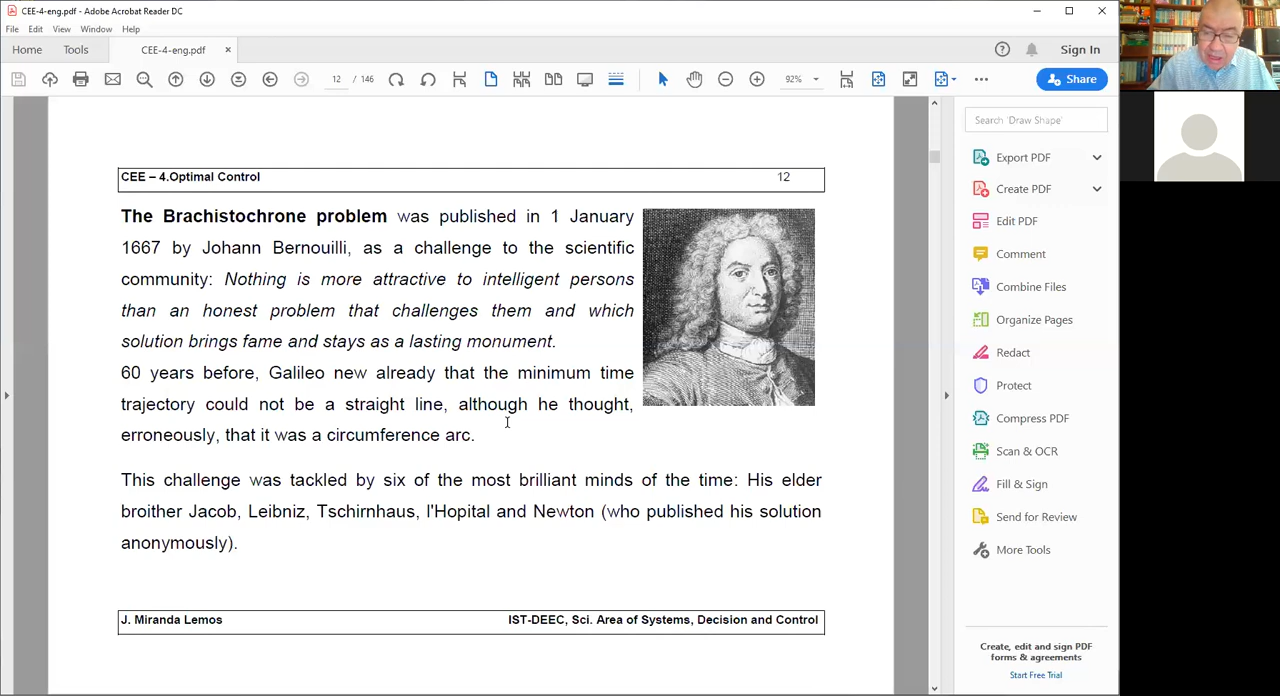 CEE-4-eng.pdf - Adobe Acrobat Reader DC
File Edit View Window Help
Home Tools CEE-4-eng.pdf × Sign In
12 / 146 92% Share
CEE – 4.Optimal Control 12
The Brachistochrone problem was published in 1 January
1667 by Johann Bernouilli, as a challenge to the scientific
community: Nothing is more attractive to intelligent persons
than an honest problem that challenges them and which
solution brings fame and stays as a lasting monument.
60 years before, Galileo new already that the minimum time
trajectory could not be a straight line, although he thought,
erroneously, that it was a circumference arc.
This challenge was tackled by six of the most brilliant minds of the time: His elder
broither Jacob, Leibniz, Tschirnhaus, l'Hopital and Newton (who published his solution
anonymously).
J. Miranda Lemos IST-DEEC, Sci. Area of Systems, Decision and Control
Search 'Draw Shape'
Export PDF
Create PDF
Edit PDF
Comment
Combine Files
Organize Pages
Redact
Protect
Compress PDF
Scan & OCR
Fill & Sign
Send for Review
More Tools
Create, edit and sign PDF
forms & agreements
Start Free Trial